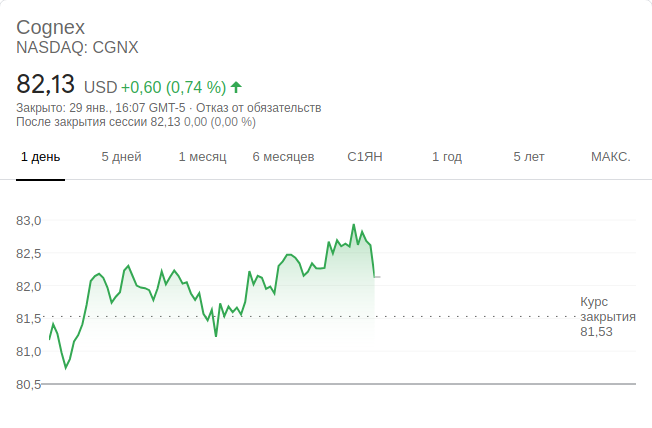 Cognex
NASDAQ: CGNX
82,13 USD +0,60 (0,74 %)
Закрыто: 29 янв., 16:07 GMT-5 · Отказ от обязательств
После закрытия сессии 82,13 0,00 (0,00 %)
1 день 5 дней 1 месяц 6 месяцев С1ЯН 1 год 5 лет МАКС.
83,0
82,5
82,0
81,5
81,0
80,5
Курс
закрытия
81,53